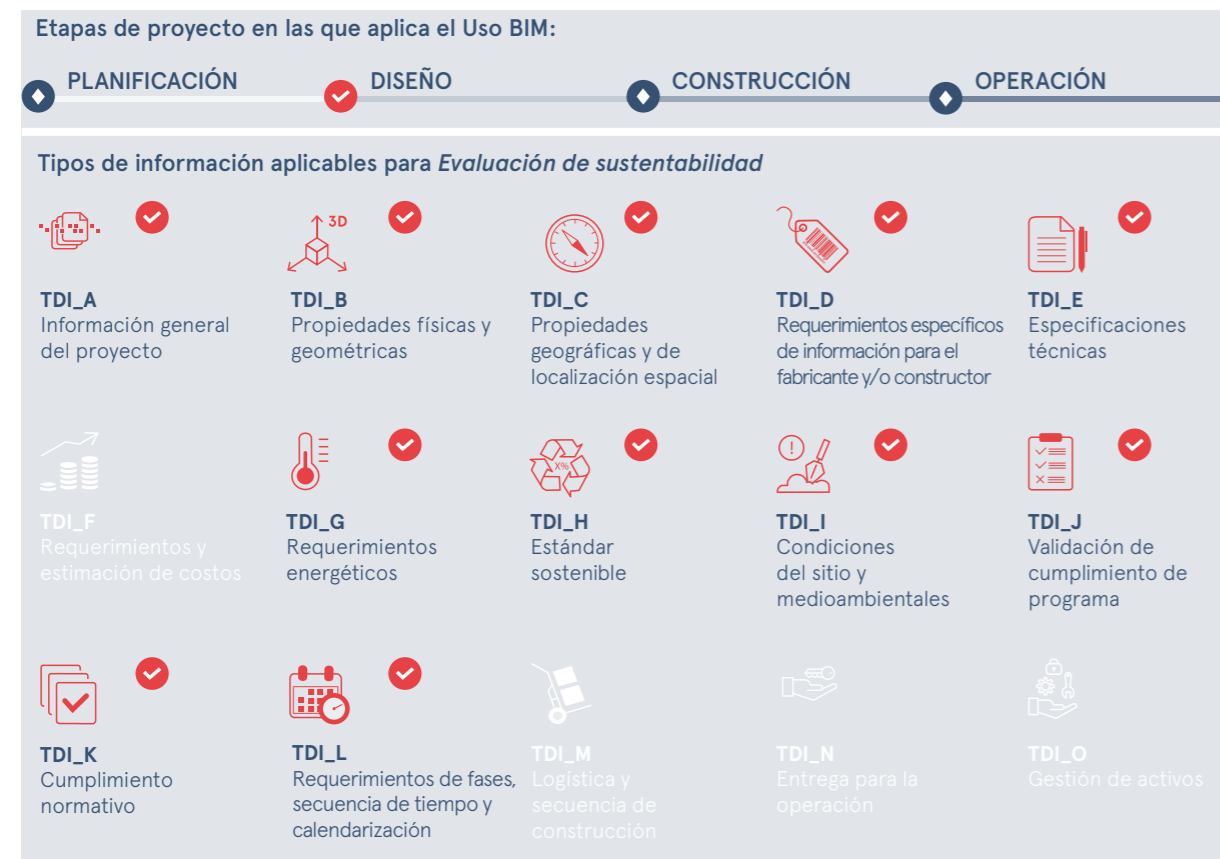 Etapas de proyecto en las que aplica el Uso BIM:
PLANIFICACIÓN
DISEÑO
CONSTRUCCIÓN
OPERACIÓN
Tipos de información aplicables para Evaluación de sustentabilidad
TDI_A
Información general
del proyecto
3D
TDI_B
Propiedades físicas y
geométricas
TDI_C
Propiedades
geográficas y de
localización espacial
TDI_D
Requerimientos específicos
de información para el
fabricante y/o constructor
TDI_E
Especificaciones
técnicas
TDI_F
Requerimientos y
estimación de costos
TDI_G
Requerimientos
energéticos
X%
TDI_H
Estándar
sostenible
!
TDI_I
Condiciones
del sitio y
medioambientales
TDI_J
Validación de
cumplimiento de
programa
TDI_K
Cumplimiento
normativo
TDI_L
Requerimientos de fases,
secuencia de tiempo y
calendarización
TDI_M
Logística y
secuencia de
construcción
TDI_N
Entrega para la
operación
TDI_O
Gestión de activos